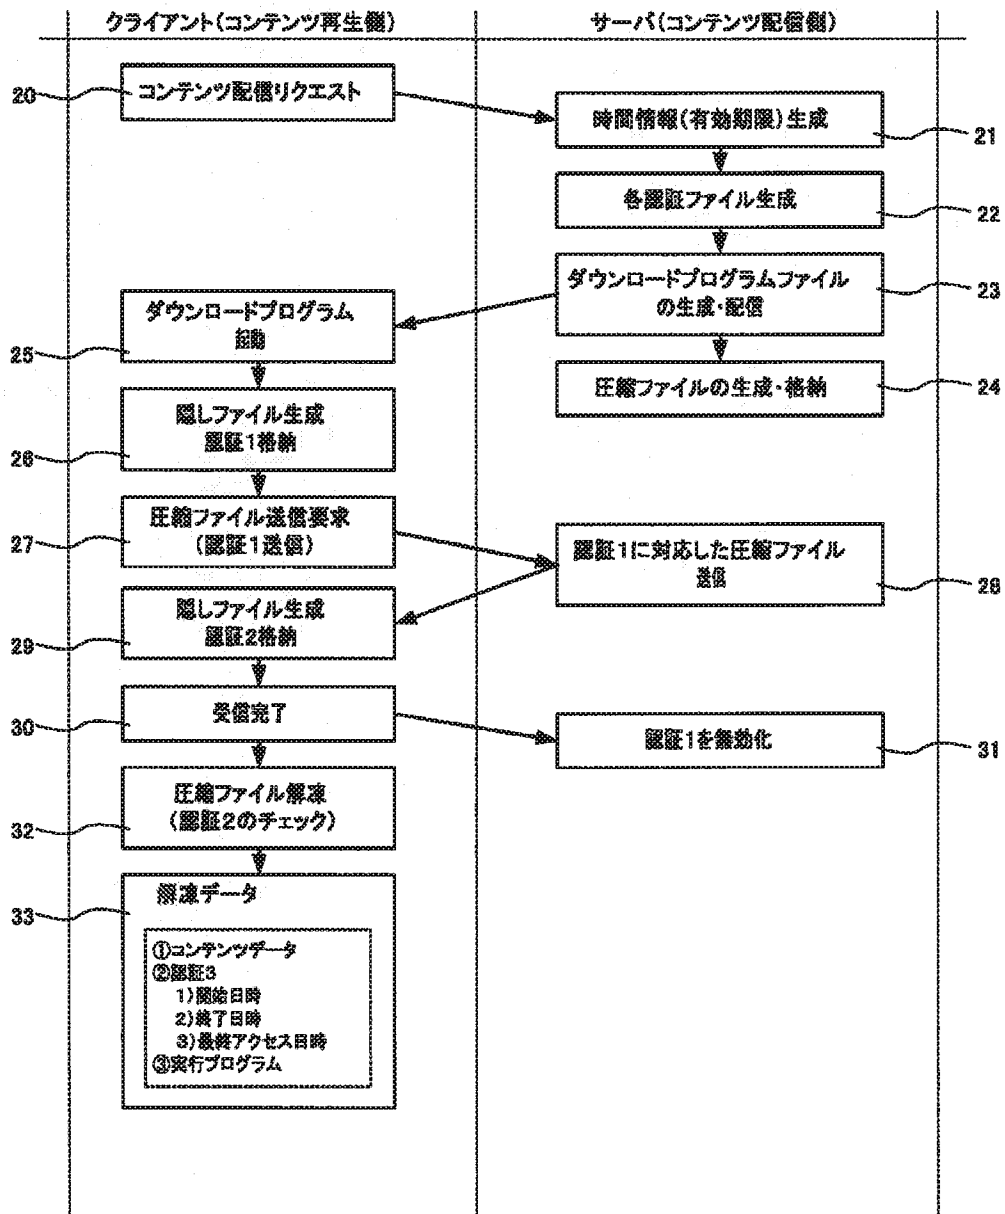 クライアント(コンテンツ再生側)
サーバ(コンテンツ配信側)
20
コンテンツ配信リクエスト
時間情報(有効期限)生成
21
各認証ファイル生成
22
ダウンロードプログラムファイル
の生成・配信
23
ダウンロードプログラム
起動
25
圧縮ファイルの生成・格納
24
隠しファイル生成
認証1格納
26
圧縮ファイル送信要求
(認証1送信)
27
認証1に対応した圧縮ファイル
送信
28
隠しファイル生成
認証2格納
29
受信完了
30
認証1を無効化
31
圧縮ファイル解凍
(認証2のチェック)
32
解凍データ
33
①コンテンツデータ
②認証3
1)開始日時
2)終了日時
3)最終アクセス日時
③実行プログラム